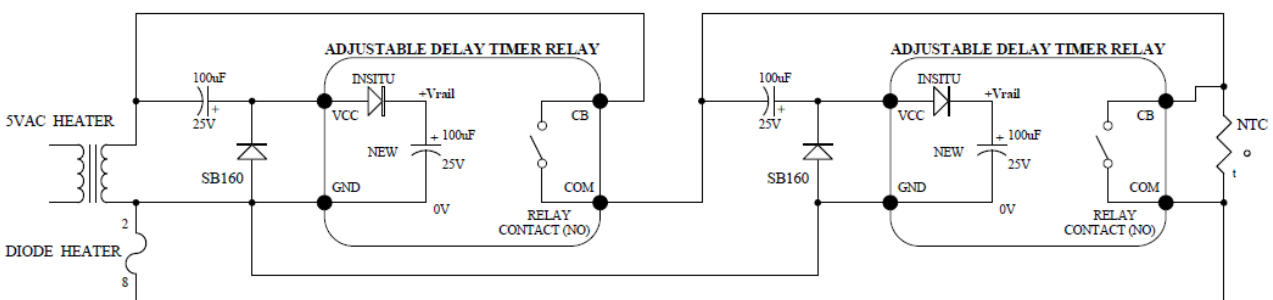 ADJUSTABLE DELAY TIMER RELAY
ADJUSTABLE DELAY TIMER RELAY
100uF
INSITU
+Vrail
100uF
INSITU
+Vrail
+
25V
VCC
CB
+
25V
VCC
CB
5VAC HEATER
+ 100uF
NEW
25V
+ 100uF
NEW
25V
NTC
o
t
SB160
GND
COM
SB160
GND
COM
0V
RELAY
CONTACT (NO)
0V
RELAY
CONTACT (NO)
2
DIODE HEATER
8